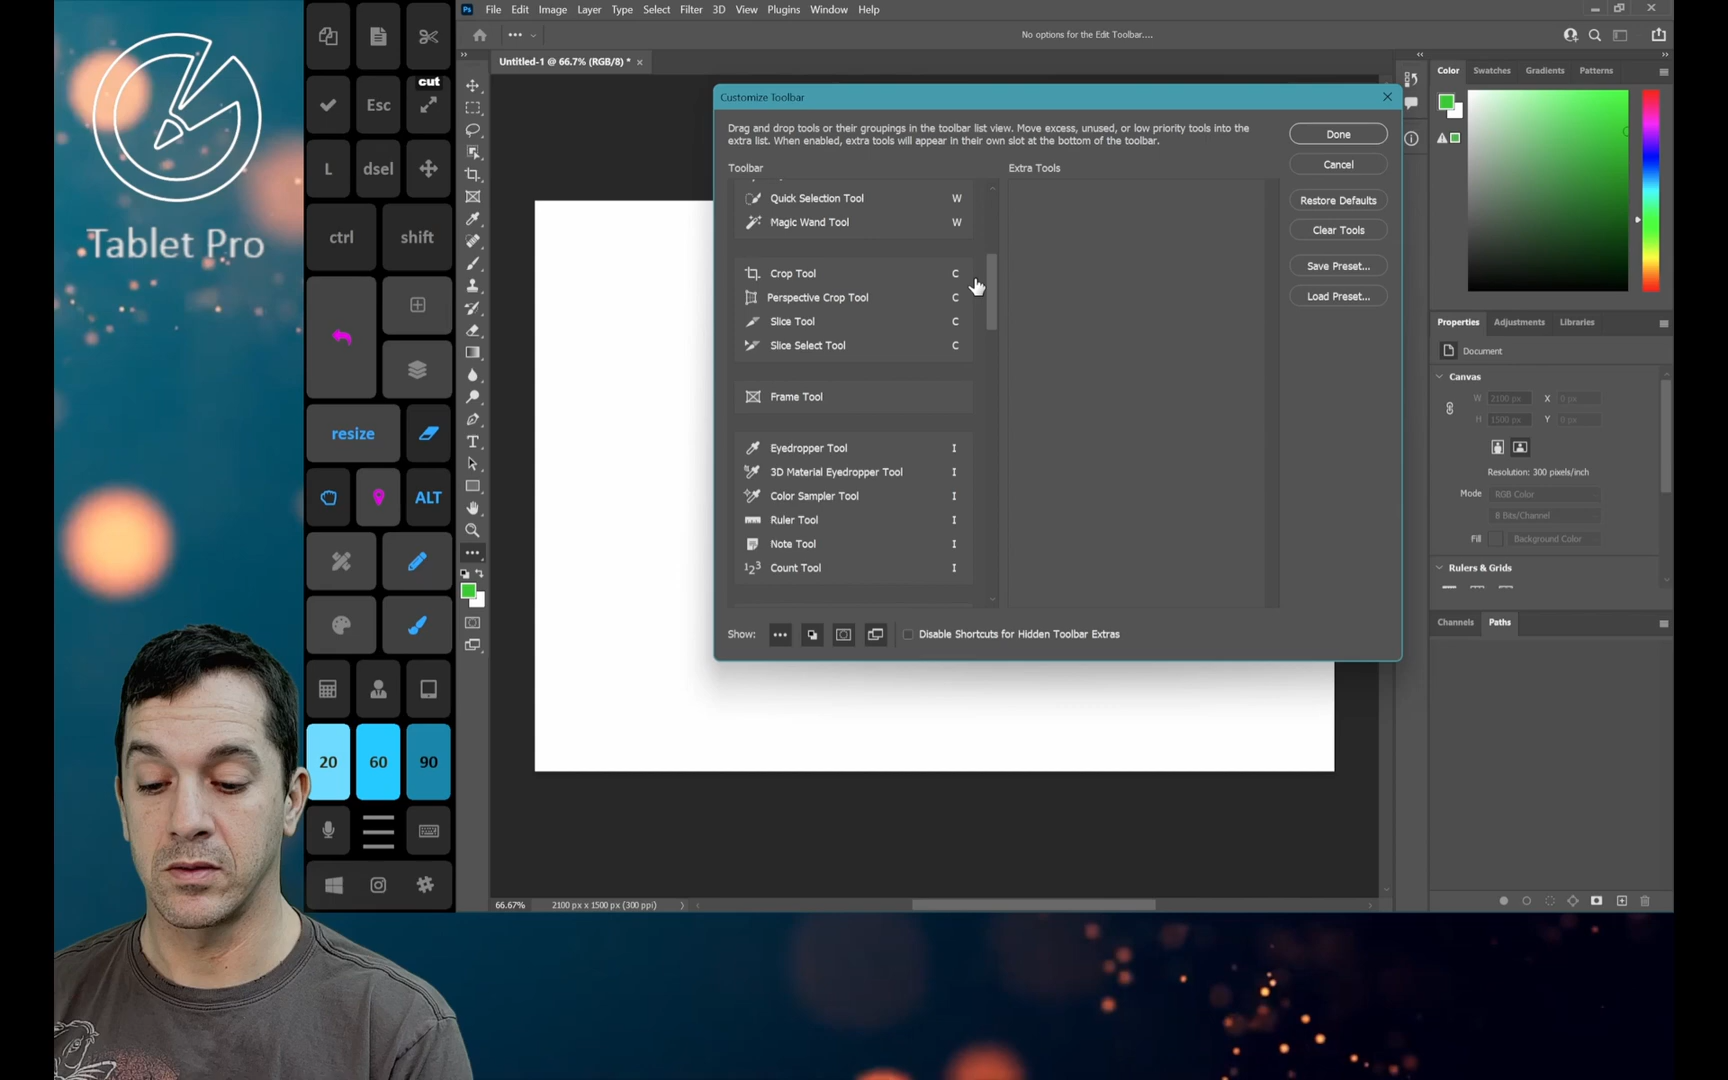 File Edit Image Layer Type Select Filter 3D View Plugins Window Help
No options for the Edit Toolbar....
Untitled-1 @ 66.7% (RGB/8) *
Tablet Pro
cut
Esc
L dsel
ctrl shift
resize
ALT
20 60 90
Customize Toolbar
Drag and drop tools or their groupings in the toolbar list view. Move excess, unused, or low priority tools into the
extra list. When enabled, extra tools will appear in their own slot at the bottom of the toolbar.
Toolbar
Extra Tools
Quick Selection Tool W
Magic Wand Tool W
Crop Tool C
Perspective Crop Tool C
Slice Tool C
Slice Select Tool C
Frame Tool
Eyedropper Tool I
3D Material Eyedropper Tool I
Color Sampler Tool I
Ruler Tool I
Note Tool I
Count Tool I
Show:
Disable Shortcuts for Hidden Toolbar Extras
Done
Cancel
Restore Defaults
Clear Tools
Save Preset...
Load Preset...
Color Swatches Gradients Patterns
Properties Adjustments Libraries
Document
Canvas
W 2100 px X 0 px
H 1500 px Y 0 px
Resolution: 300 pixels/inch
Mode RGB Color
8 Bits/Channel
Fill Background Color
Rulers & Grids
Channels Paths
66.67% 2100 px x 1500 px (300 ppi)